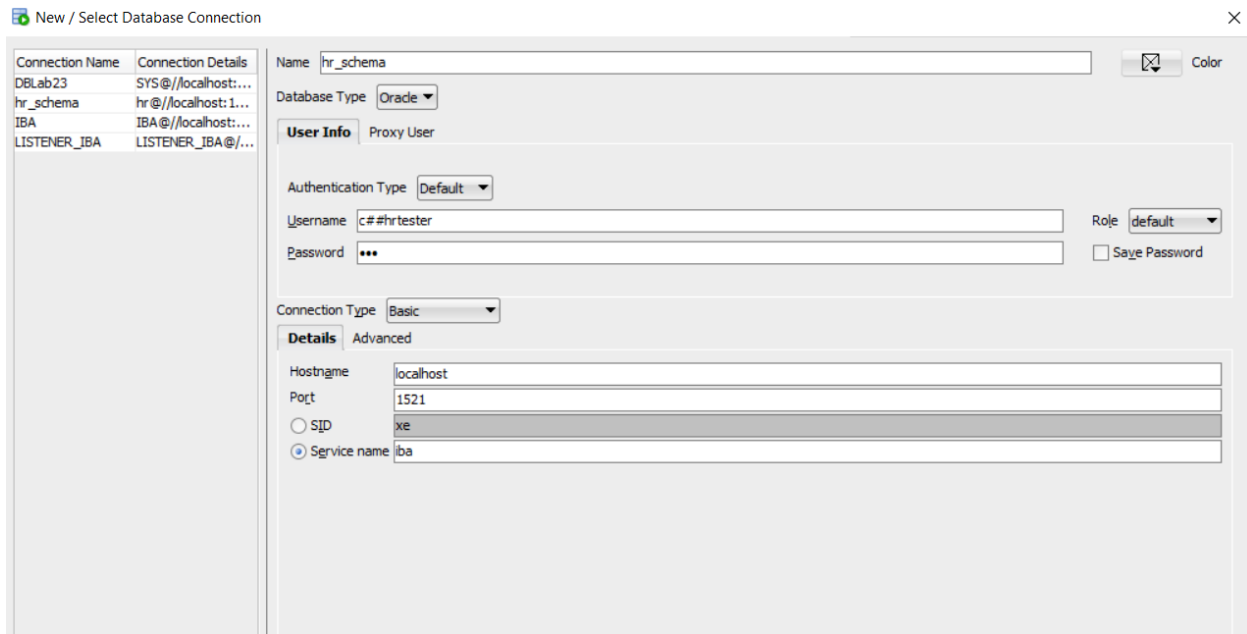 New / Select Database Connection
Connection Name Connection Details
DBLab23 SYS@//localhost:...
hr_schema hr@//localhost:1...
IBA IBA@//localhost:...
LISTENER_IBA LISTENER_IBA@/...
Name hr_schema Color
Database Type Oracle
User Info Proxy User
Authentication Type Default
Username c##hrtester Role default
Password ••• Save Password
Connection Type Basic
Details Advanced
Hostname localhost
Port 1521
SID xe
Service name iba